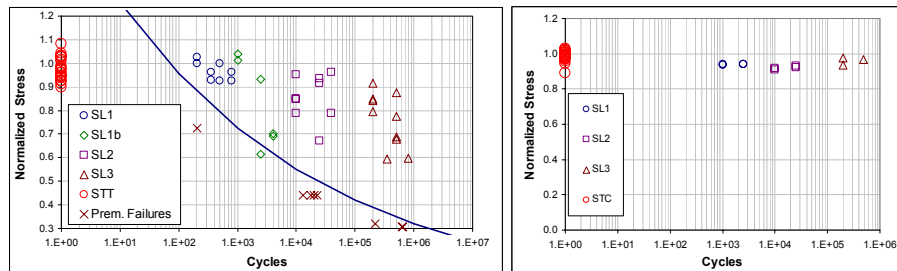 1.2
1.1
1.0
0.9
0.8
0.7
0.6
0.5
0.4
0.3
Normalized Stress
SL1
SL1b
SL2
SL3
STT
Prem. Failures
1.E+00 1.E+01 1.E+02 1.E+03 1.E+04 1.E+05 1.E+06 1.E+07
Cycles
1.2
1.0
0.8
0.6
0.4
0.2
0.0
Normalized Stress
SL1
SL2
SL3
STC
1.E+00 1.E+01 1.E+02 1.E+03 1.E+04 1.E+05 1.E+06
Cycles